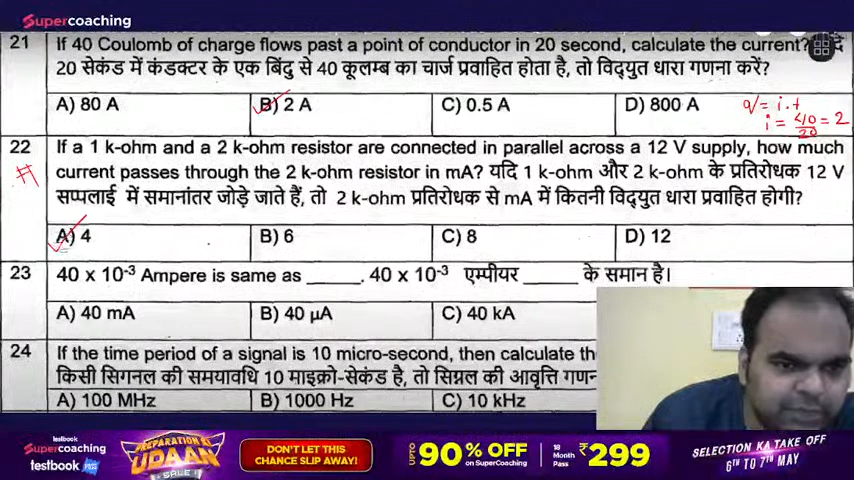 Supercoaching
21 If 40 Coulomb of charge flows past a point of conductor in 20 second, calculate the current?
20 सेकंड में कंडक्टर के एक बिंदु से 40 कूलम्ब का चार्ज प्रवाहित होता है, तो विद्युत धारा गणना करें?
A) 80 A B) 2 A C) 0.5 A D) 800 A
q = i.t
i = 40/20 = 2
22 If a 1 k-ohm and a 2 k-ohm resistor are connected in parallel across a 12 V supply, how much
current passes through the 2 k-ohm resistor in mA? यदि 1 k-ohm और 2 k-ohm के प्रतिरोधक 12 V
सप्पलाई में समानांतर जोड़े जाते हैं, तो 2 k-ohm प्रतिरोधक से mA में कितनी विद्युत धारा प्रवाहित होगी?
A) 4 B) 6 C) 8 D) 12
23 40 x 10⁻³ Ampere is same as _____. 40 x 10⁻³ एम्पीयर _____ के समान है।
A) 40 mA B) 40 µA C) 40 kA
24 If the time period of a signal is 10 micro-second, then calculate the
किसी सिगनल की समयावधि 10 माइक्रो-सेकंड है, तो सिग्नल की आवृत्ति
A) 100 MHz B) 1000 Hz C) 10 kHz
testbook
Supercoaching
testbook
PREPARATION KI
UDAAN
SALE
DON'T LET THIS
CHANCE SLIP AWAY!
UPTO 90% OFF
on SuperCoaching
18 Month Pass ₹299
SELECTION KA TAKE OFF
6TH TO 7TH MAY